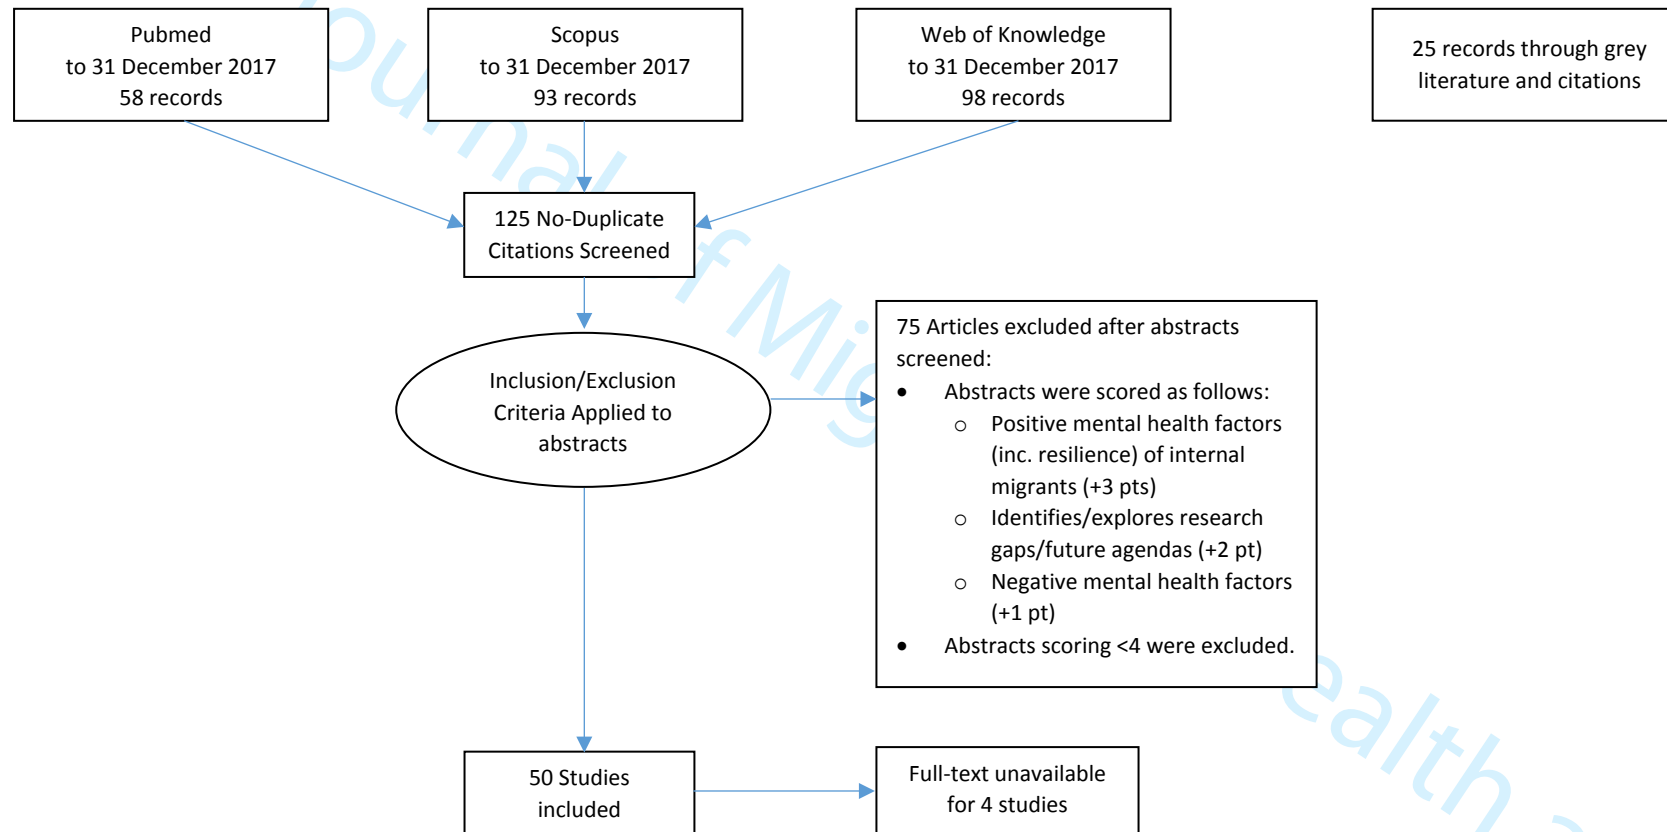 Pubmed
to 31 December 2017
58 records
Scopus
to 31 December 2017
93 records
Web of Knowledge
to 31 December 2017
98 records
25 records through grey
literature and citations
125 No-Duplicate
Citations Screened
Inclusion/Exclusion
Criteria Applied to
abstracts
75 Articles excluded after abstracts
screened:
• Abstracts were scored as follows:
o Positive mental health factors
(inc. resilience) of internal
migrants (+3 pts)
o Identifies/explores research
gaps/future agendas (+2 pt)
o Negative mental health factors
(+1 pt)
• Abstracts scoring <4 were excluded.
50 Studies
included
Full-text unavailable
for 4 studies